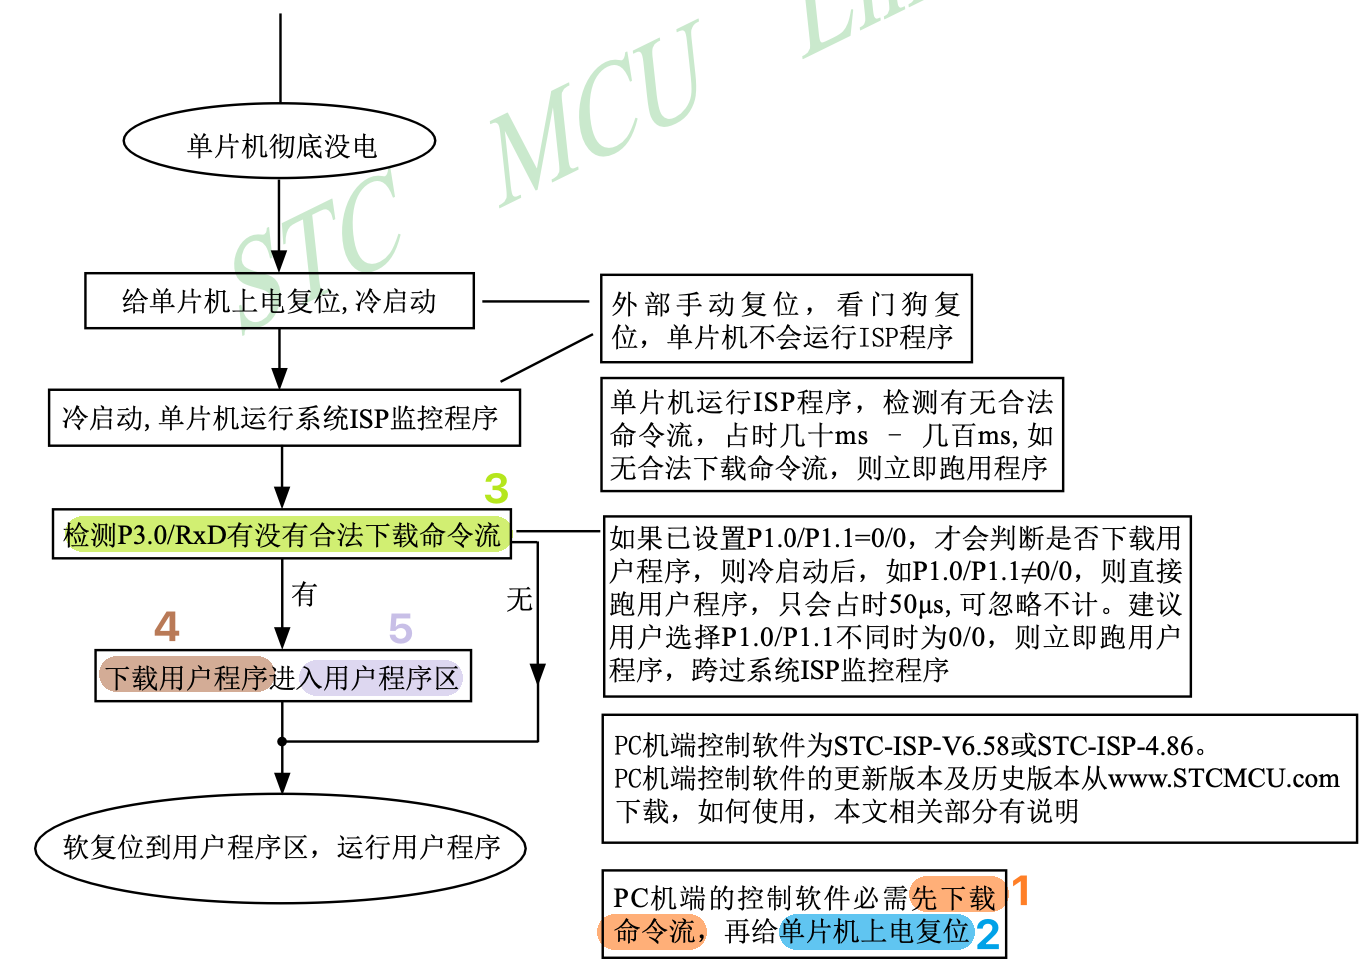 STC MCU
单片机彻底没电
给单片机上电复位,冷启动
外部手动复位，看门狗复
位，单片机不会运行ISP程序
冷启动,单片机运行系统ISP监控程序
单片机运行ISP程序，检测有无合法
命令流，占时几十ms - 几百ms,如
无合法下载命令流，则立即跑用程序
3
检测P3.0/RxD有没有合法下载命令流
如果已设置P1.0/P1.1=0/0，才会判断是否下载用
户程序，则冷启动后，如P1.0/P1.1≠0/0，则直接
跑用户程序，只会占时50μs,可忽略不计。建议
用户选择P1.0/P1.1不同时为0/0，则立即跑用户
程序，跨过系统ISP监控程序
有
无
4
5
下载用户程序进入用户程序区
PC机端控制软件为STC-ISP-V6.58或STC-ISP-4.86。
PC机端控制软件的更新版本及历史版本从www.STCMCU.com
下载，如何使用，本文相关部分有说明
软复位到用户程序区，运行用户程序
PC机端的控制软件必需先下载
1
命令流，再给单片机上电复位
2